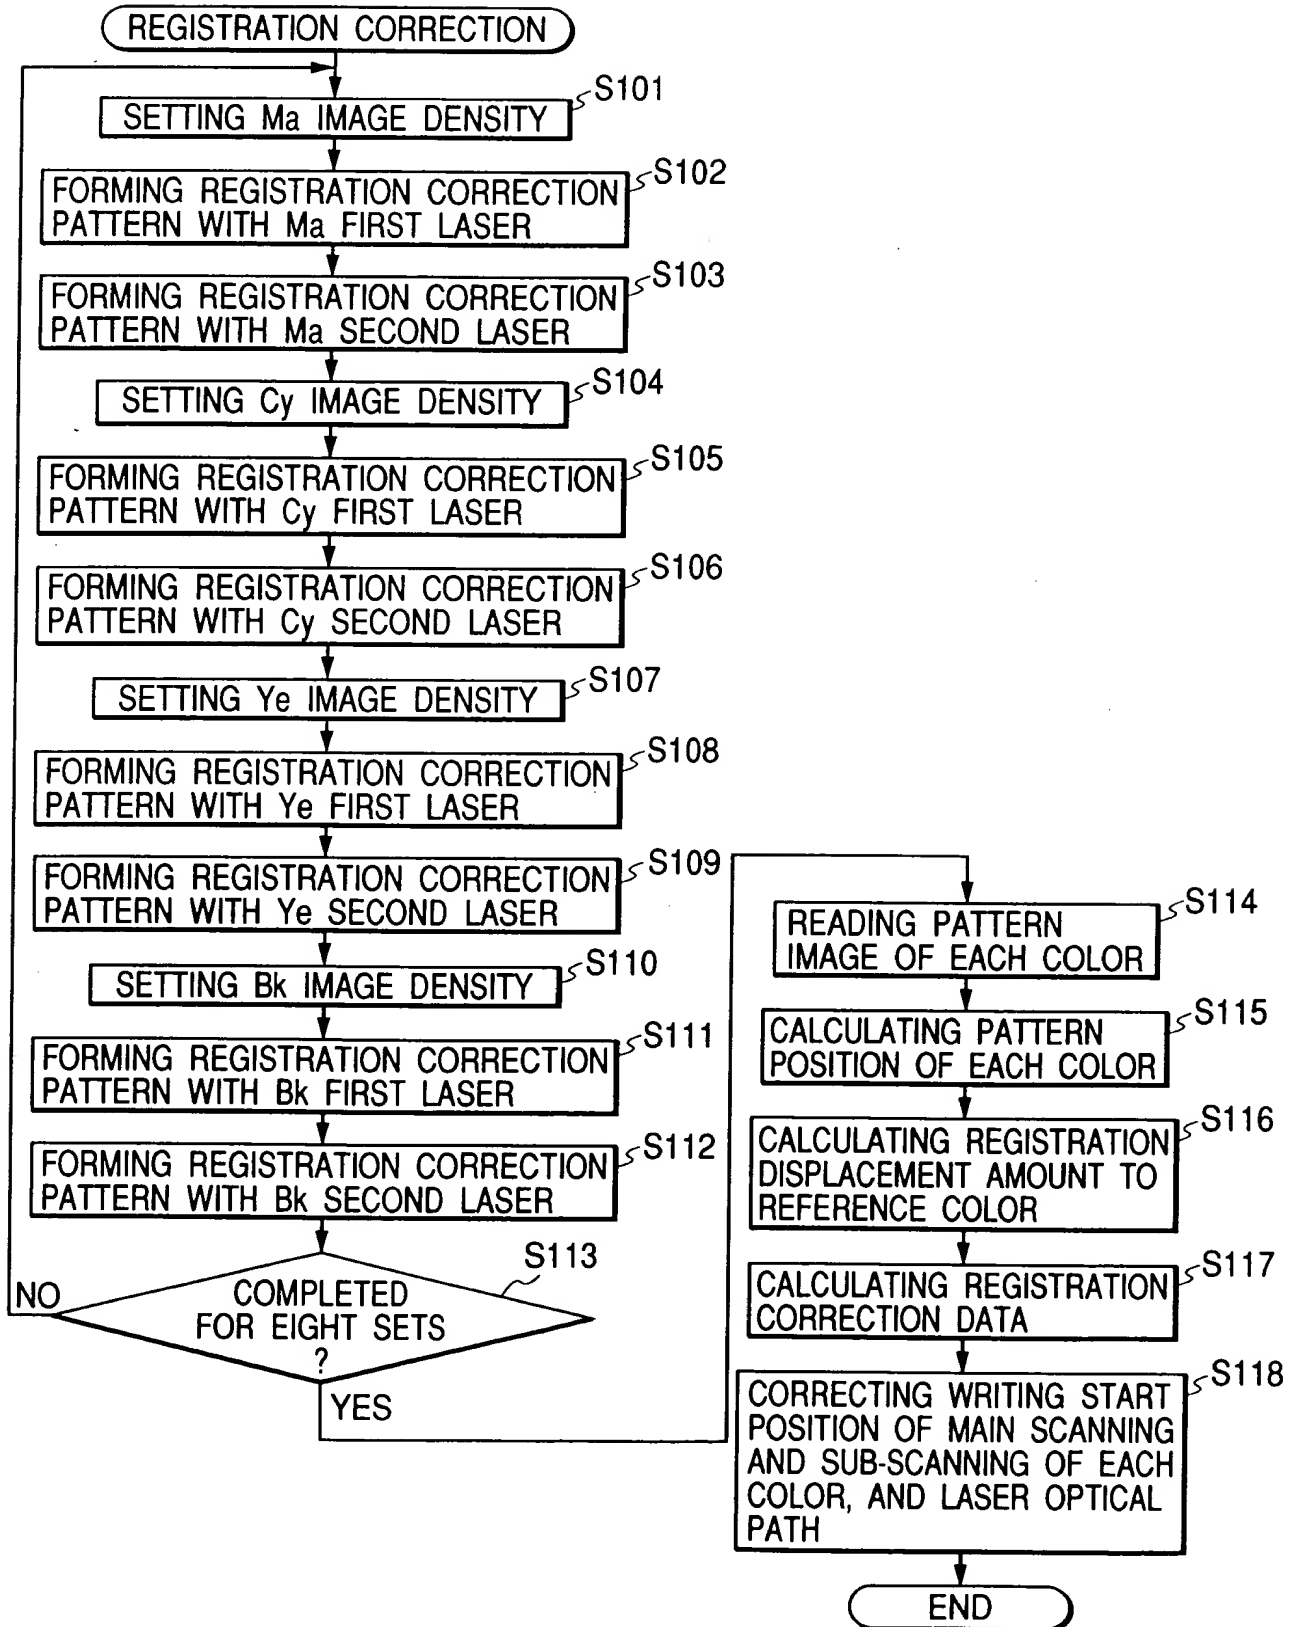 REGISTRATION CORRECTION
S101
SETTING Ma IMAGE DENSITY
S102
FORMING REGISTRATION CORRECTION
PATTERN WITH Ma FIRST LASER
S103
FORMING REGISTRATION CORRECTION
PATTERN WITH Ma SECOND LASER
S104
SETTING Cy IMAGE DENSITY
S105
FORMING REGISTRATION CORRECTION
PATTERN WITH Cy FIRST LASER
S106
FORMING REGISTRATION CORRECTION
PATTERN WITH Cy SECOND LASER
S107
SETTING Ye IMAGE DENSITY
S108
FORMING REGISTRATION CORRECTION
PATTERN WITH Ye FIRST LASER
S109
FORMING REGISTRATION CORRECTION
PATTERN WITH Ye SECOND LASER
S110
SETTING Bk IMAGE DENSITY
S111
FORMING REGISTRATION CORRECTION
PATTERN WITH Bk FIRST LASER
S112
FORMING REGISTRATION CORRECTION
PATTERN WITH Bk SECOND LASER
S113
NO
COMPLETED
FOR EIGHT SETS
?
YES
S114
READING PATTERN
IMAGE OF EACH COLOR
S115
CALCULATING PATTERN
POSITION OF EACH COLOR
S116
CALCULATING REGISTRATION
DISPLACEMENT AMOUNT TO
REFERENCE COLOR
S117
CALCULATING REGISTRATION
CORRECTION DATA
S118
CORRECTING WRITING START
POSITION OF MAIN SCANNING
AND SUB-SCANNING OF EACH
COLOR, AND LASER OPTICAL
PATH
END